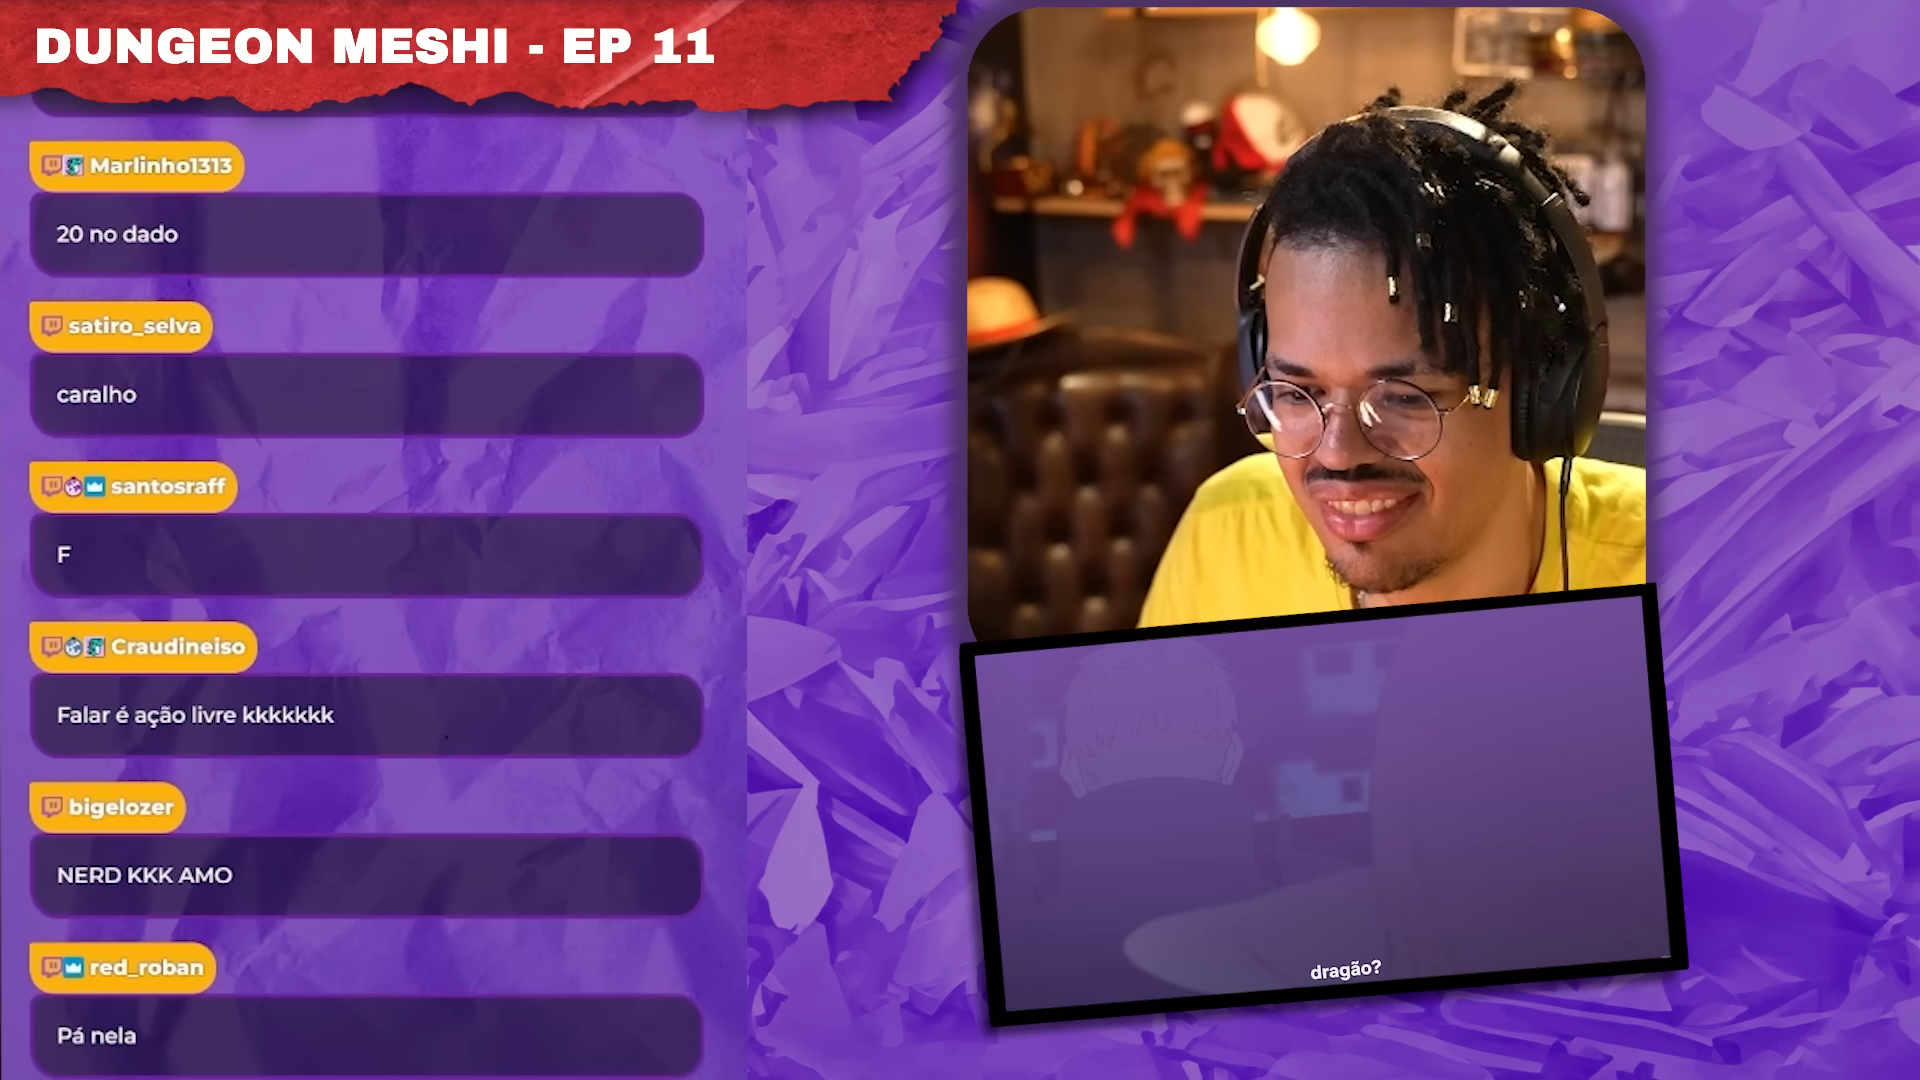 DUNGEON MESHI - EP 11
Marlinho1313
20 no dado
satiro_selva
caralho
santosraff
F
Craudineiso
Falar é ação livre kkkkkkk
bigelozer
NERD KKK AMO
red_roban
Pá nela
dragão?